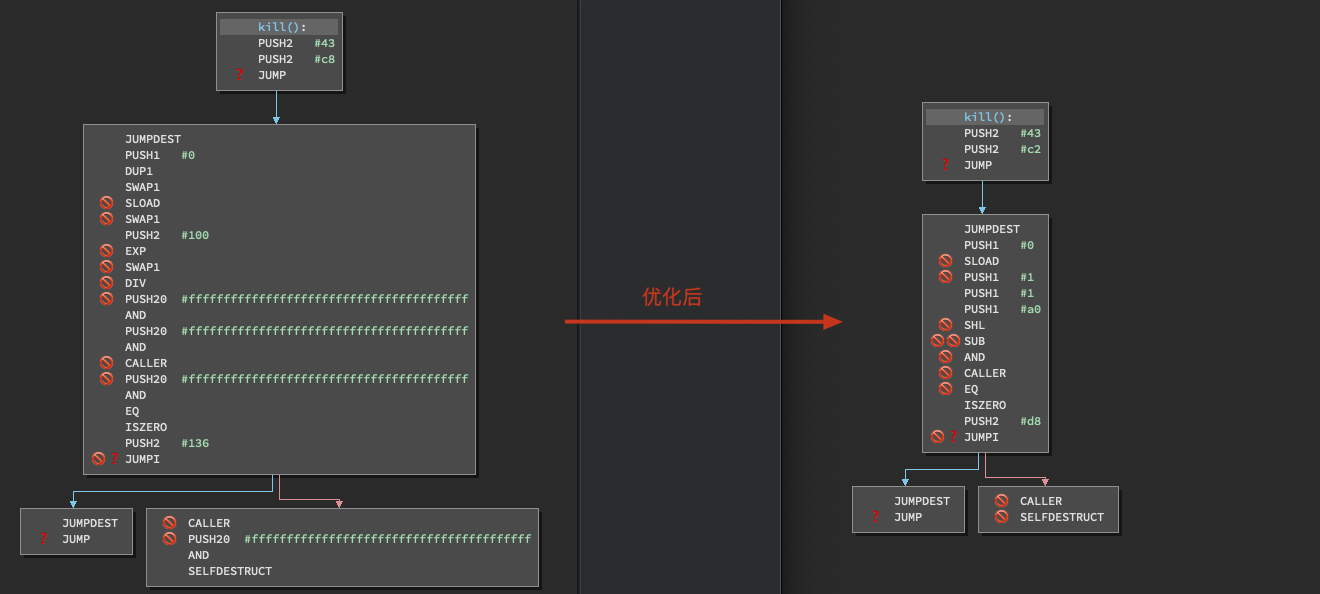 kill():
PUSH2 #43
PUSH2 #c8
? JUMP
JUMPDEST
PUSH1 #0
DUP1
SWAP1
SLOAD
SWAP1
PUSH2 #100
EXP
SWAP1
DIV
PUSH20 #ffffffffffffffffffffffffffffffffffffffff
AND
PUSH20 #ffffffffffffffffffffffffffffffffffffffff
AND
CALLER
PUSH20 #ffffffffffffffffffffffffffffffffffffffff
AND
EQ
ISZERO
PUSH2 #136
? JUMPI
JUMPDEST
? JUMP
CALLER
PUSH20 #ffffffffffffffffffffffffffffffffffffffff
AND
SELFDESTRUCT
优化后
kill():
PUSH2 #43
PUSH2 #c2
? JUMP
JUMPDEST
PUSH1 #0
SLOAD
PUSH1 #1
PUSH1 #1
PUSH1 #a0
SHL
SUB
AND
CALLER
EQ
ISZERO
PUSH2 #d8
? JUMPI
JUMPDEST
? JUMP
CALLER
SELFDESTRUCT